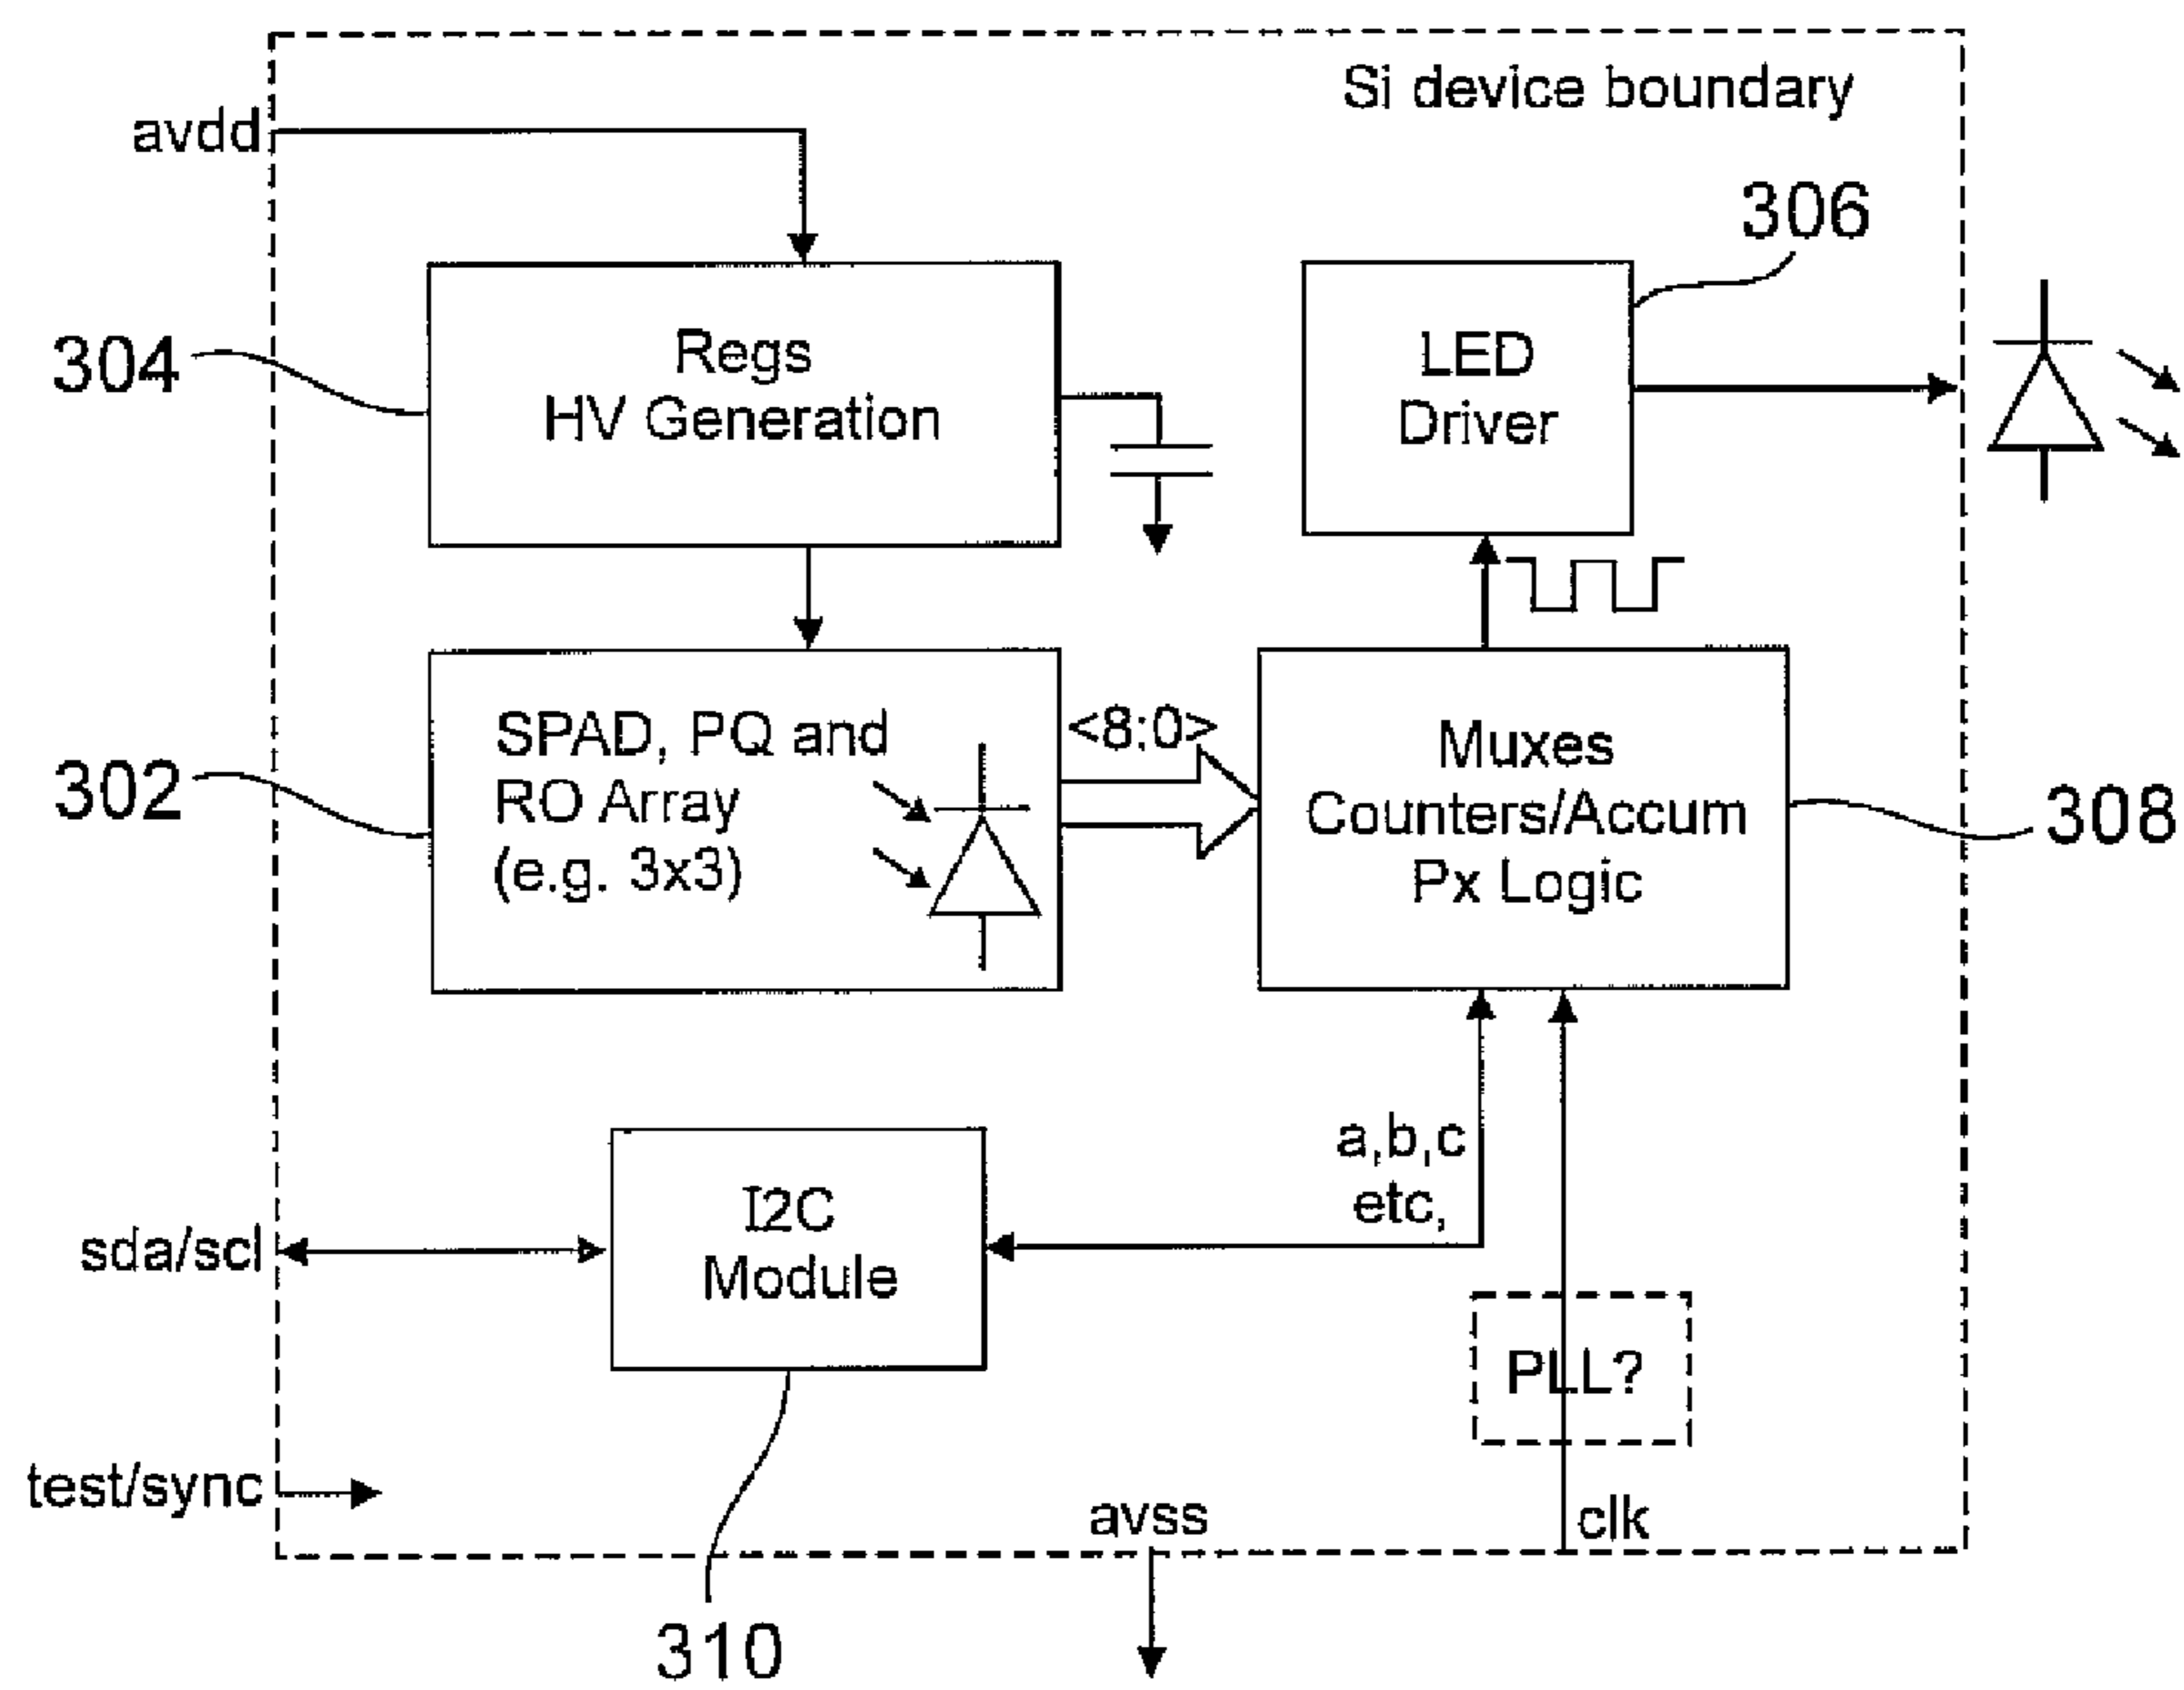 Si device boundary
avdd
306
304
Regs
HV Generation
LED
Driver
302
SPAD, PQ and
RO Array
(e.g. 3x3)
<8:0>
Muxes
Counters/Accum
Px Logic
308
a,b,c
etc,
sda/scl
I2C
Module
PLL?
test/sync
avss
clk
310